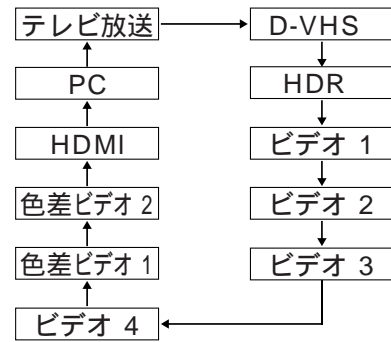 テレビ放送
D-VHS
HDR
ビデオ 1
ビデオ 2
ビデオ 3
ビデオ 4
色差ビデオ 1
色差ビデオ 2
HDMI
PC